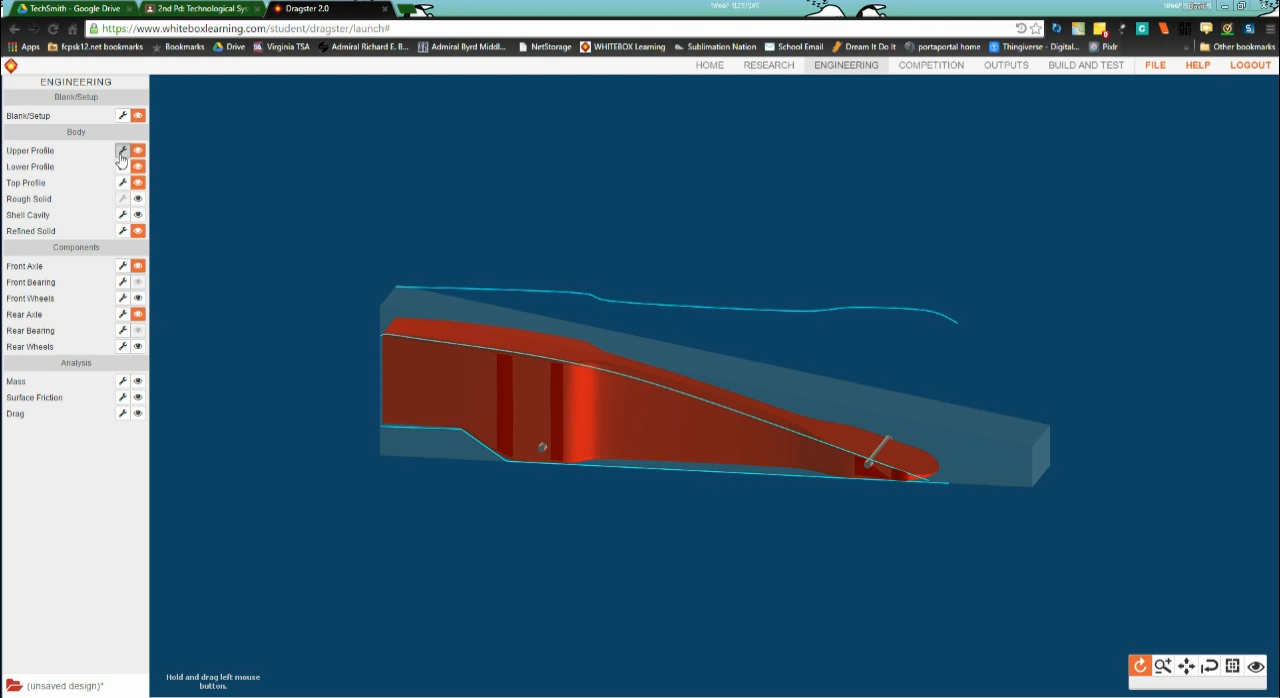 TechSmith - Google Drive
2nd Pd: Technological Sys
Dragster 2.0
https://www.whiteboxlearning.com/student/dragster/launch#
Apps fcpsk12.net bookmarks Bookmarks Drive Virginia TSA Admiral Richard E. B... Admiral Byrd Middl... NetStorage WHITEBOX Learning Sublimation Nation School Email Dream It Do It portaportal home Thingiverse - Digital... Pixlr Other bookmarks
HOME RESEARCH ENGINEERING COMPETITION OUTPUTS BUILD AND TEST FILE HELP LOGOUT
ENGINEERING
Blank/Setup
Blank/Setup
Body
Upper Profile
Lower Profile
Top Profile
Rough Solid
Shell Cavity
Refined Solid
Components
Front Axle
Front Bearing
Front Wheels
Rear Axle
Rear Bearing
Rear Wheels
Analysis
Mass
Surface Friction
Drag
(unsaved design)*
Hold and drag left mouse
button.